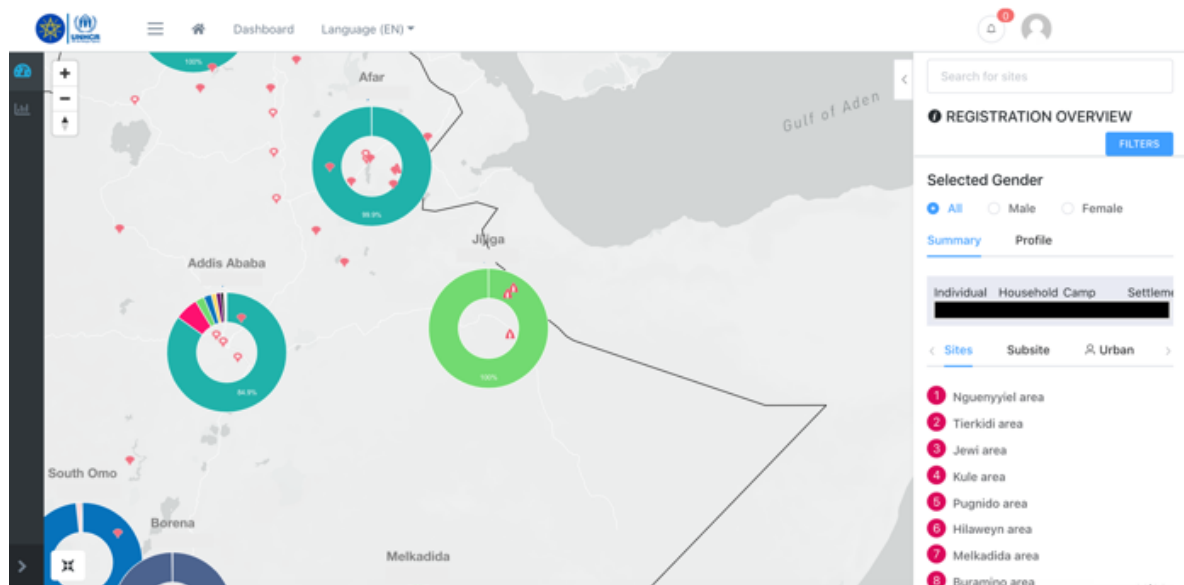 UNHCR
Dashboard
Language (EN)
0
100%
Afar
99.9%
Gulf of Aden
Jijiga
100%
Addis Ababa
84.9%
South Omo
Borena
Melkadida
Search for sites
REGISTRATION OVERVIEW
FILTERS
Selected Gender
All Male Female
Summary Profile
Individual Household Camp Settleme
Sites Subsite Urban
1 Nguenyyiel area
2 Tierkidi area
3 Jewi area
4 Kule area
5 Pugnido area
6 Hilaweyn area
7 Melkadida area
8 Buramino area